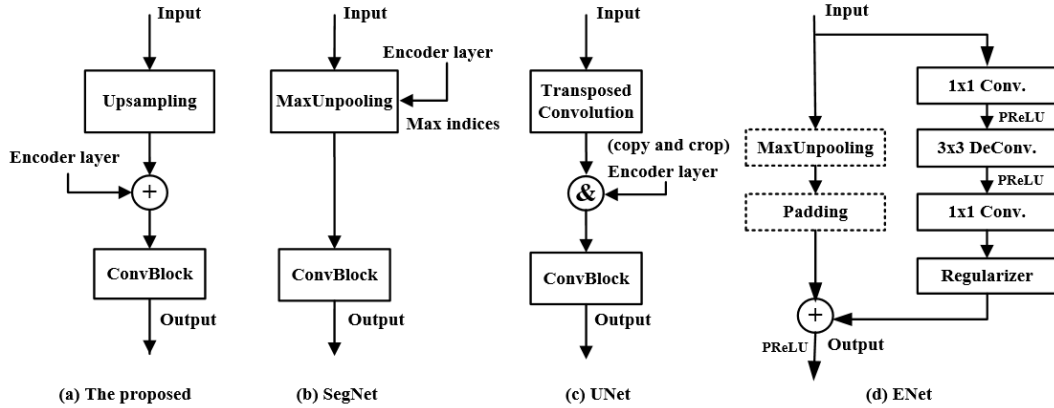 Input
Upsampling
Encoder layer
+
ConvBlock
Output
(a) The proposed
Input
Encoder layer
MaxUnpooling
Max indices
ConvBlock
Output
(b) SegNet
Input
Transposed
Convolution
(copy and crop)
Encoder layer
&
ConvBlock
Output
(c) UNet
Input
1x1 Conv.
PReLU
MaxUnpooling
3x3 DeConv.
PReLU
Padding
1x1 Conv.
Regularizer
+
PReLU
Output
(d) ENet